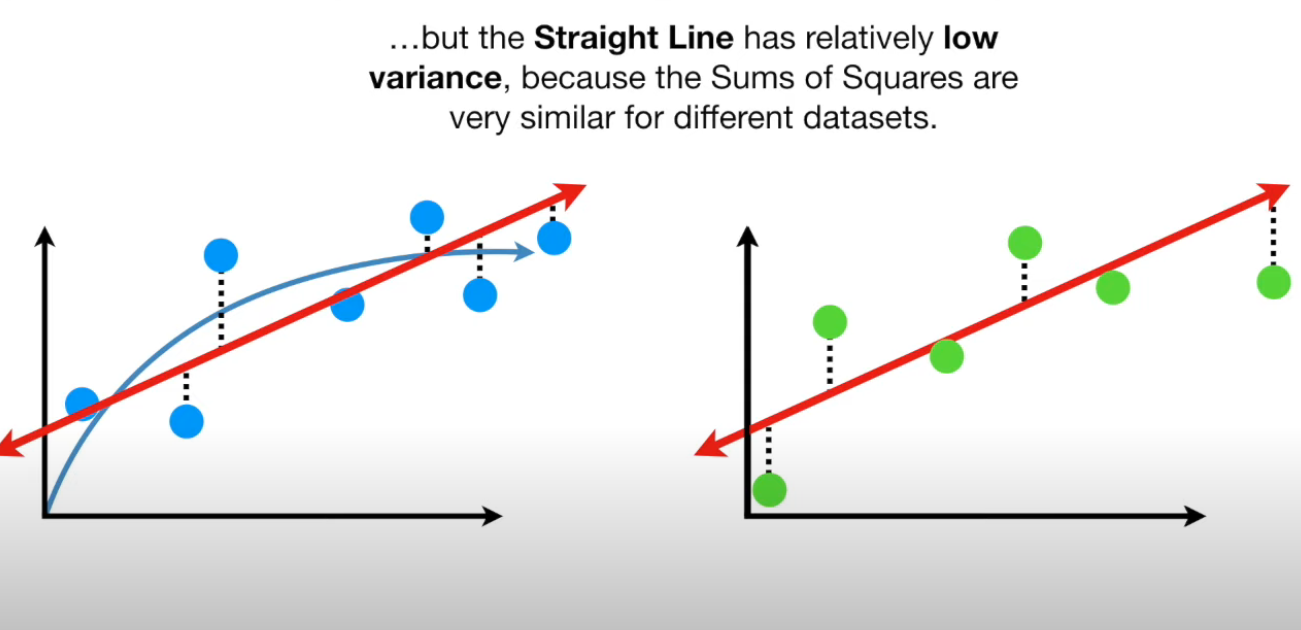 ...but the Straight Line has relatively low
variance, because the Sums of Squares are
very similar for different datasets.